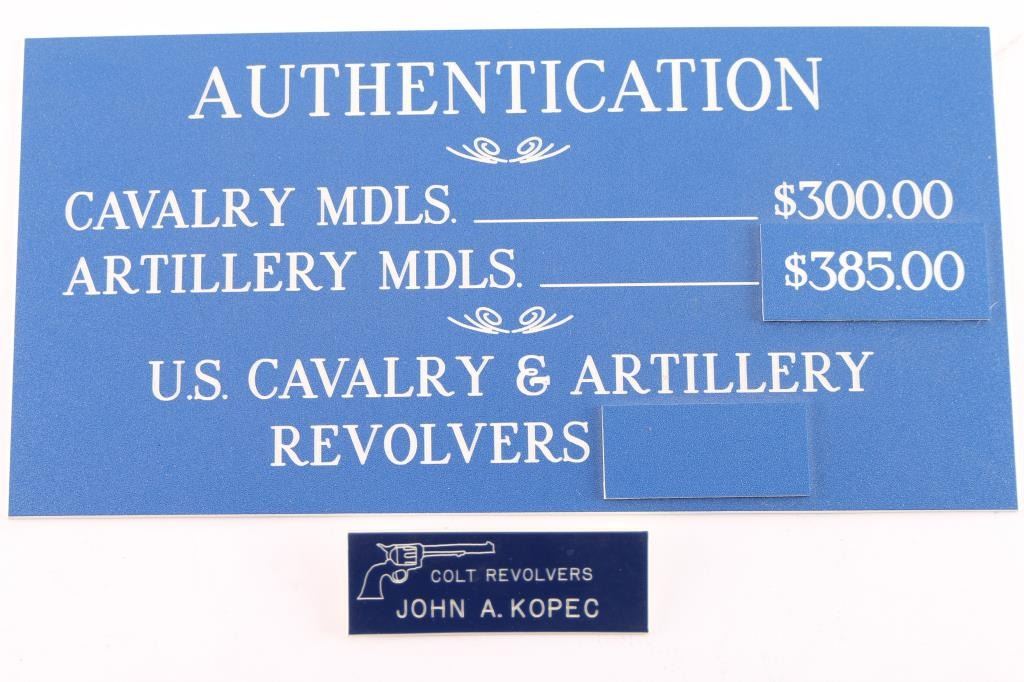 AUTHENTICATION
CAVALRY MDLS. $300.00
ARTILLERY MDLS. $385.00
U.S. CAVALRY & ARTILLERY
REVOLVERS
COLT REVOLVERS
JOHN A. KOPEC